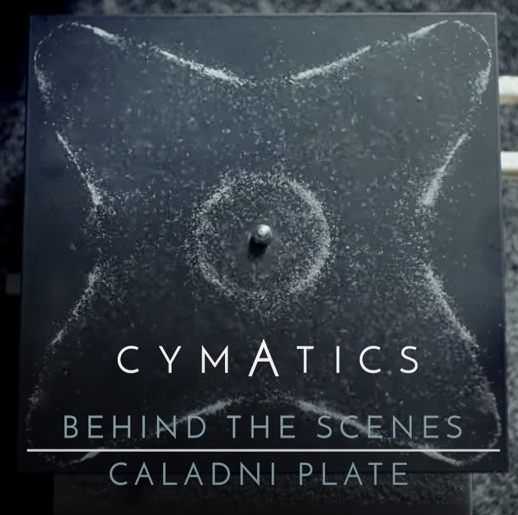 CYMATICS
BEHIND THE SCENES
CALADNI PLATE